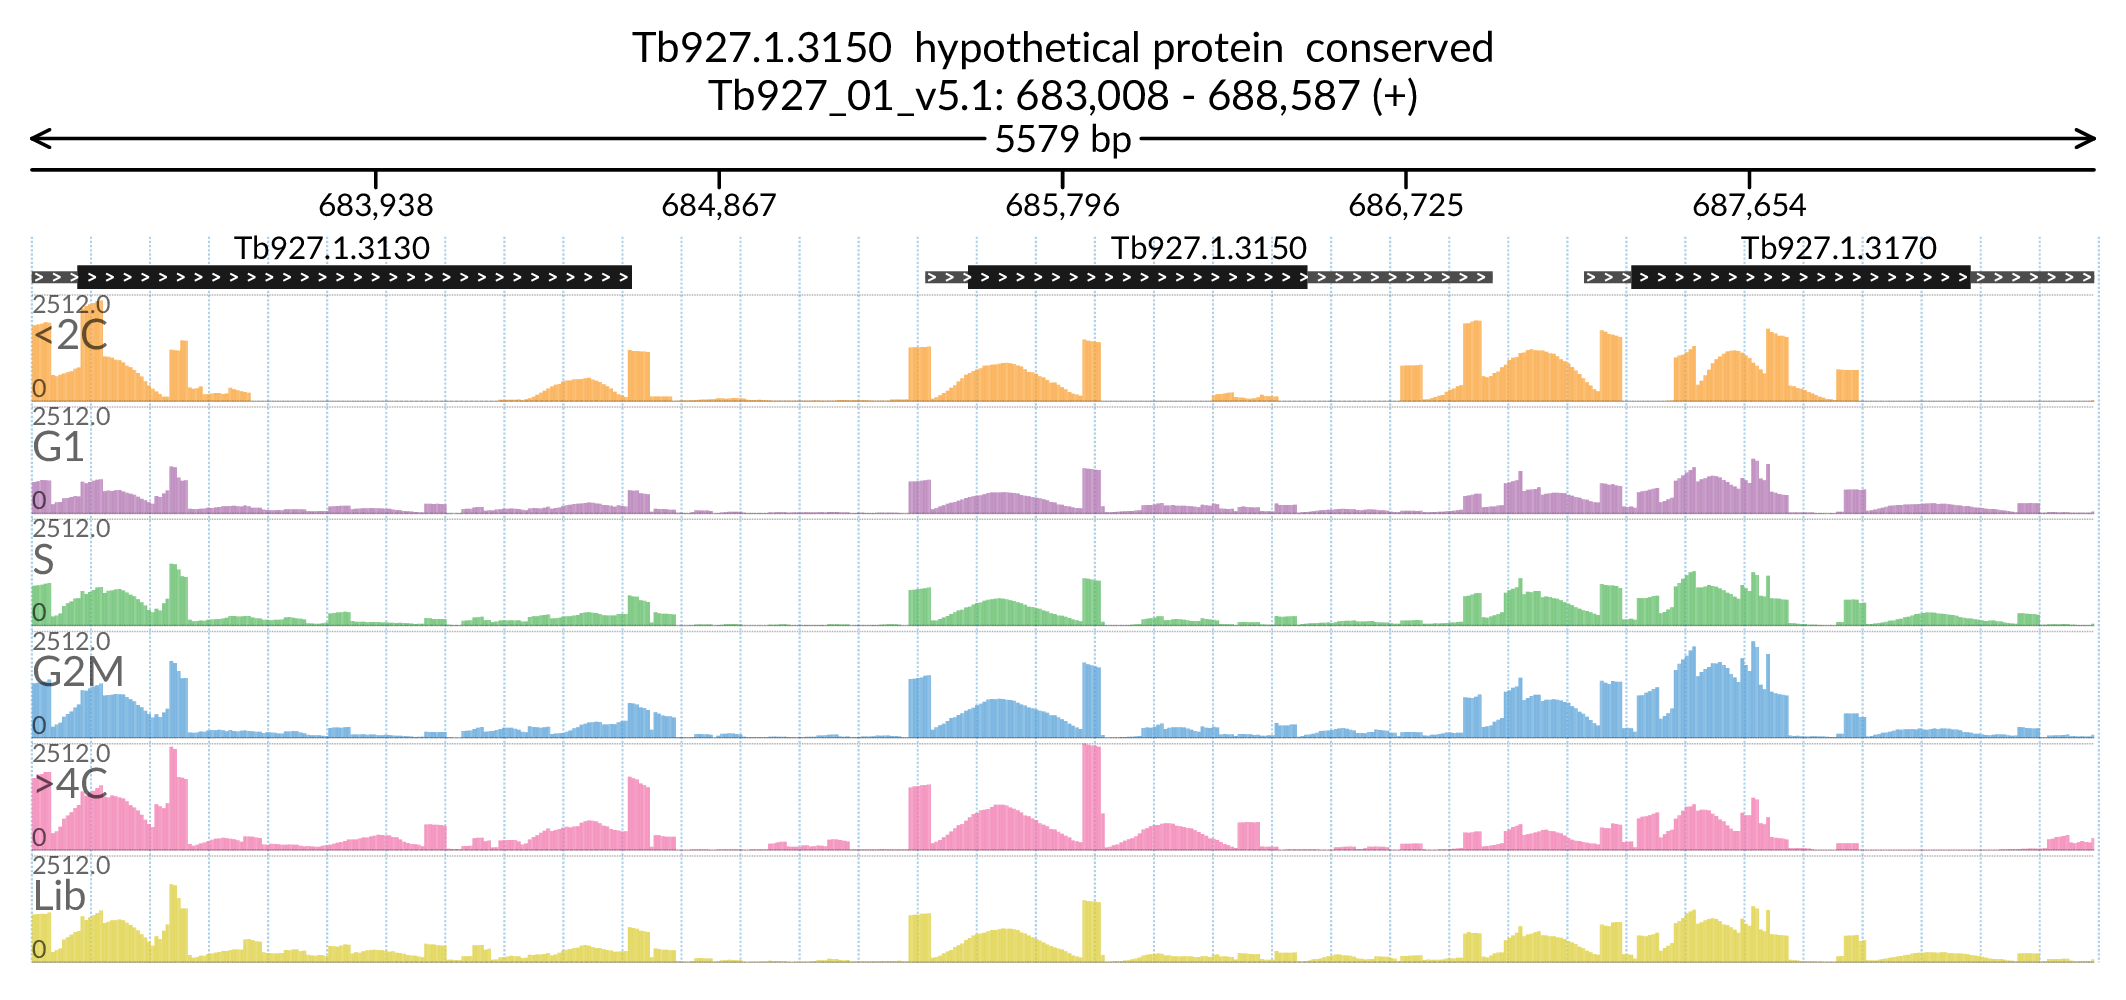 Tb927.1.3150 hypothetical protein conserved
Tb927_01_v5.1: 683,008 - 688,587 (+)
5579 bp
683,938 684,867 685,796 686,725 687,654
Tb927.1.3130 Tb927.1.3150 Tb927.1.3170
2512.0
<2C
0
2512.0
G1
0
2512.0
S
0
2512.0
G2M
0
2512.0
>4C
0
2512.0
Lib
0